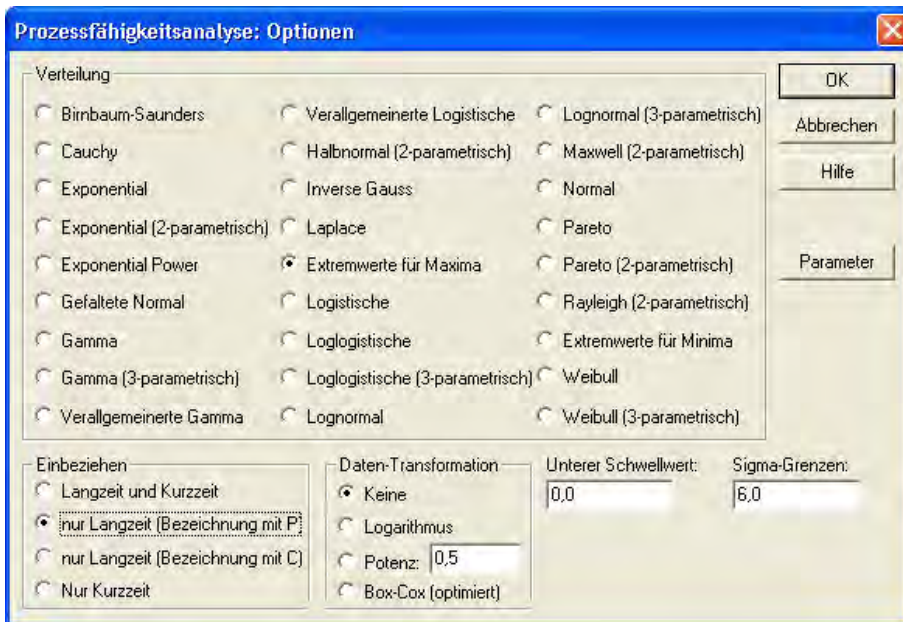 Prozessfähigkeitsanalyse: Optionen
Verteilung
Birnbaum-Saunders
Cauchy
Exponential
Exponential (2-parametrisch)
Exponential Power
Gefaltete Normal
Gamma
Gamma (3-parametrisch)
Verallgemeinerte Gamma
Verallgemeinerte Logistische
Halbnormal (2-parametrisch)
Inverse Gauss
Laplace
Extremwerte für Maxima
Logistische
Loglogistische
Loglogistische (3-parametrisch)
Lognormal
Lognormal (3-parametrisch)
Maxwell (2-parametrisch)
Normal
Pareto
Pareto (2-parametrisch)
Rayleigh (2-parametrisch)
Extremwerte für Minima
Weibull
Weibull (3-parametrisch)
OK
Abbrechen
Hilfe
Parameter
Einbeziehen
Langzeit und Kurzzeit
nur Langzeit (Bezeichnung mit P)
nur Langzeit (Bezeichnung mit C)
Nur Kurzzeit
Daten-Transformation
Keine
Logarithmus
Potenz: 0,5
Box-Cox (optimiert)
Unterer Schwellwert:
0,0
Sigma-Grenzen:
6,0